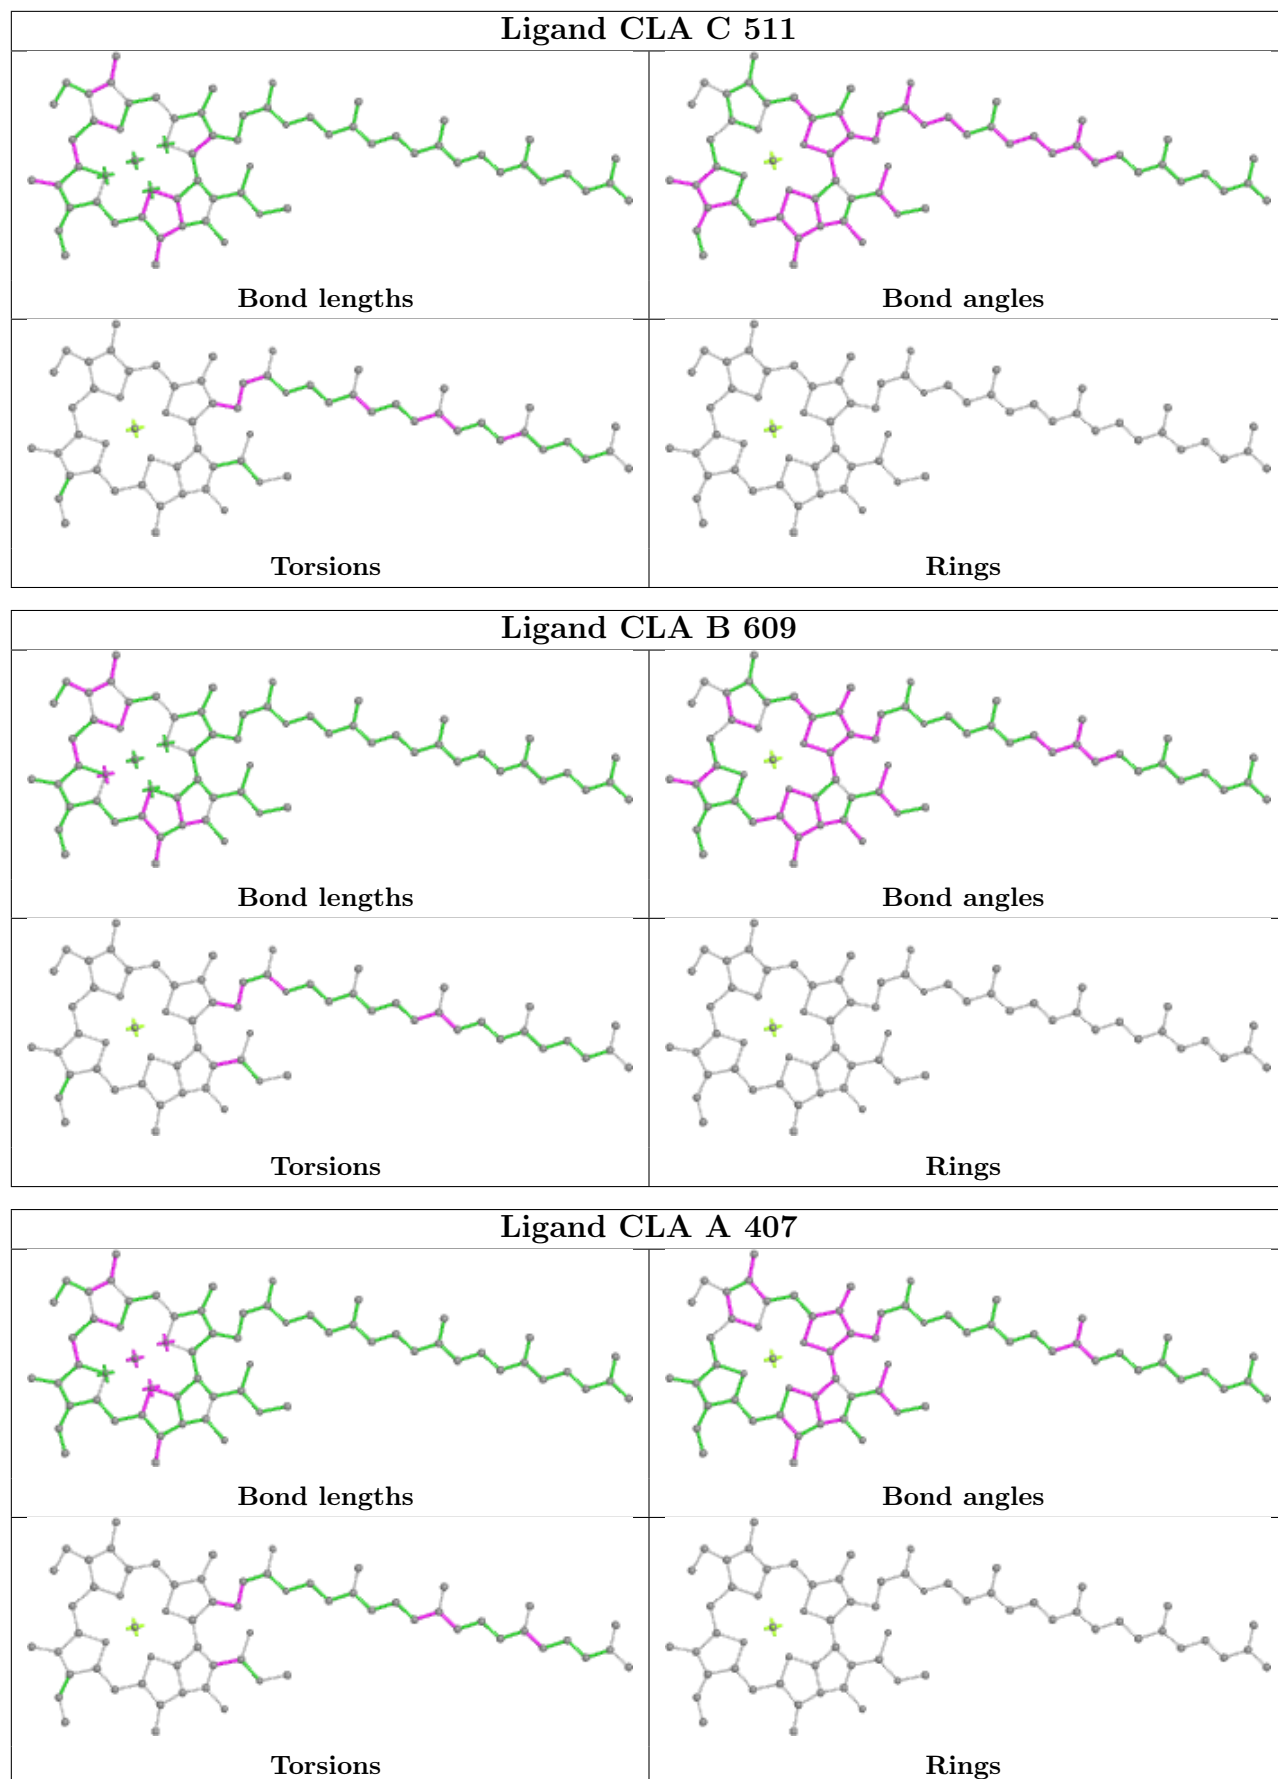 Ligand CLA C 511
Bond lengths
Bond angles
Torsions
Rings
Ligand CLA B 609
Bond lengths
Bond angles
Torsions
Rings
Ligand CLA A 407
Bond lengths
Bond angles
Torsions
Rings